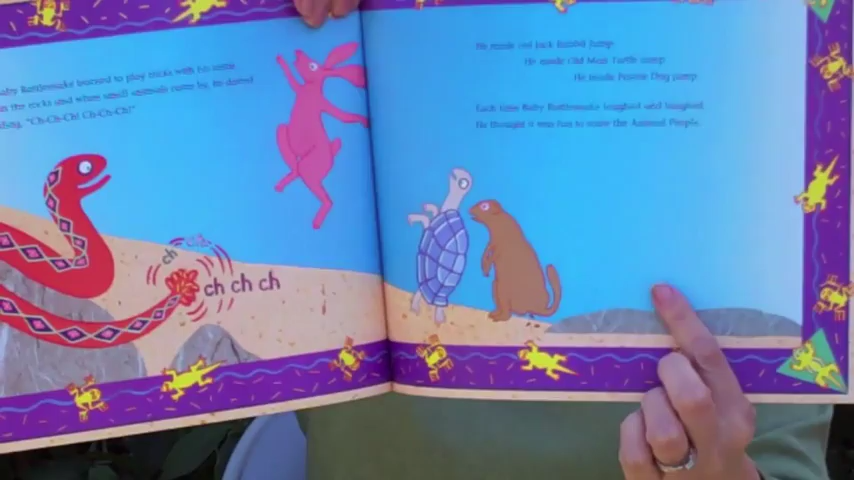 Baby Rattlesnake learned to play tricks with his rattle
in the rocks and when small animals came by, he darted
ding, "Ch-Ch-Ch! Ch-Ch-Ch!"
ch ch
ch ch ch
He made old Jack Rabbit jump.
He made Old Man Turtle jump.
He made Prairie Dog jump.
Each time Baby Rattlesnake laughed and laughed.
He thought it was fun to scare the Animal People.